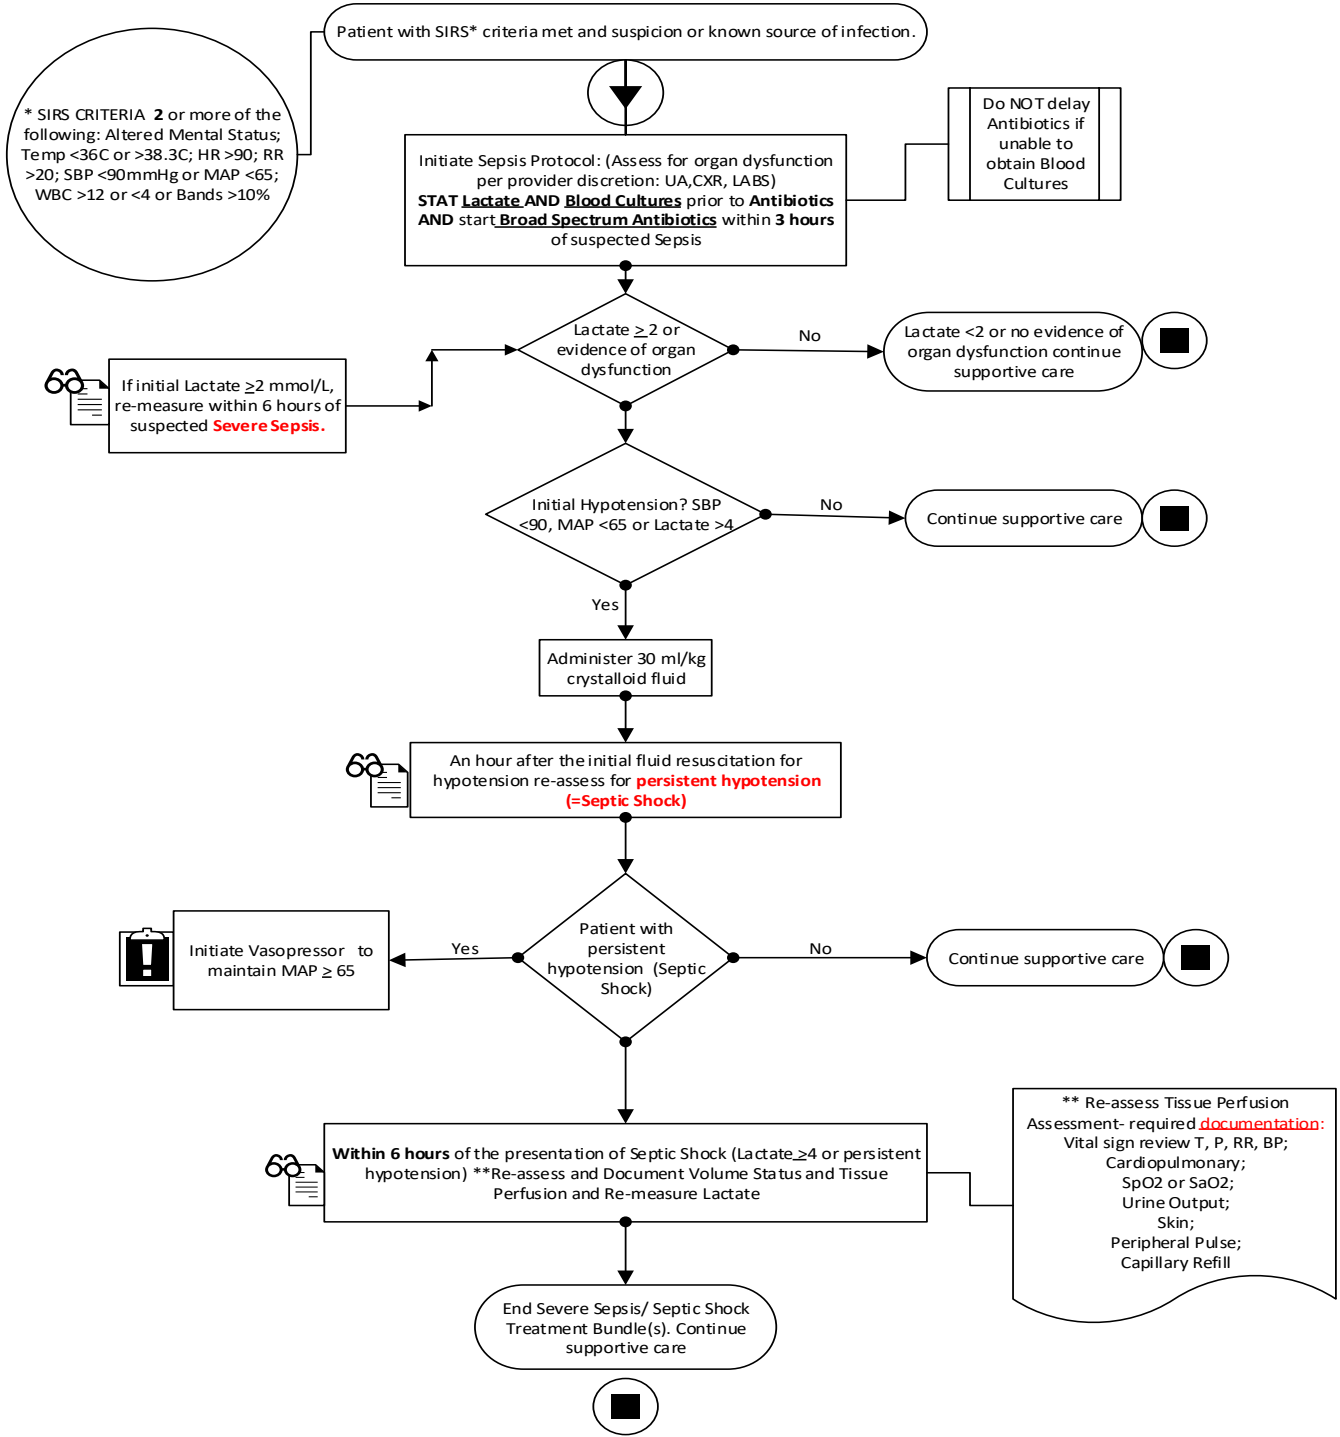 Patient with SIRS* criteria met and suspicion or known source of infection.
* SIRS CRITERIA 2 or more of the
following: Altered Mental Status;
Temp <36C or >38.3C; HR >90; RR
>20; SBP <90mmHg or MAP <65;
WBC >12 or <4 or Bands >10%
Do NOT delay
Antibiotics if
unable to
obtain Blood
Cultures
Initiate Sepsis Protocol: (Assess for organ dysfunction
per provider discretion: UA,CXR, LABS)
STAT Lactate AND Blood Cultures prior to Antibiotics
AND start Broad Spectrum Antibiotics within 3 hours
of suspected Sepsis
Lactate ≥ 2 or
evidence of organ
dysfunction
No
Lactate <2 or no evidence of
organ dysfunction continue
supportive care
If initial Lactate ≥2 mmol/L,
re-measure within 6 hours of
suspected Severe Sepsis.
Initial Hypotension? SBP
<90, MAP <65 or Lactate >4
No
Continue supportive care
Yes
Administer 30 ml/kg
crystalloid fluid
An hour after the initial fluid resuscitation for
hypotension re-assess for persistent hypotension
(=Septic Shock)
Patient with
persistent
hypotension (Septic
Shock)
Yes
Initiate Vasopressor to
maintain MAP ≥ 65
No
Continue supportive care
Within 6 hours of the presentation of Septic Shock (Lactate ≥4 or persistent
hypotension) **Re-assess and Document Volume Status and Tissue
Perfusion and Re-measure Lactate
** Re-assess Tissue Perfusion
Assessment- required documentation:
Vital sign review T, P, RR, BP;
Cardiopulmonary;
SpO2 or SaO2;
Urine Output;
Skin;
Peripheral Pulse;
Capillary Refill
End Severe Sepsis/ Septic Shock
Treatment Bundle(s). Continue
supportive care